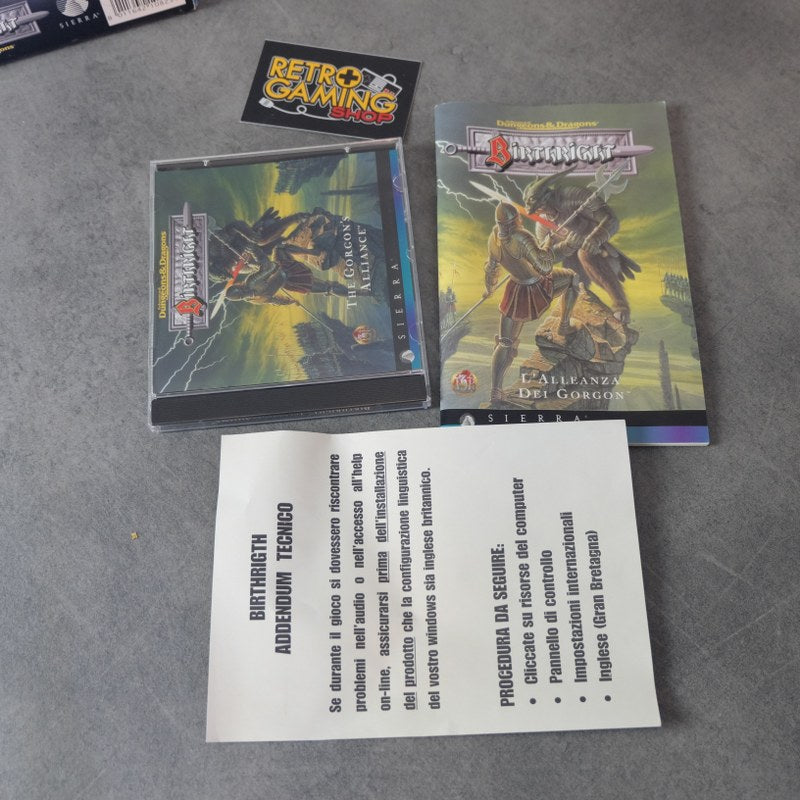 SIERRA
RETRO
GAMING
SHOP
Dungeons & Dragons
BIRTHRIGHT
THE GORGON'S
ALLIANCE
SIERRA
Dungeons & Dragons
BIRTHRIGHT
L'ALLEANZA
DEI GORGON
SIERRA
BIRTHRIGTH
ADDENDUM TECNICO
Se durante il gioco si dovessero riscontrare
problemi nell'audio o nell'accesso all'help
on-line, assicurarsi prima dell'installazione
del prodotto che la configurazione linguistica
del vostro windows sia inglese britannico.
PROCEDURA DA SEGUIRE:
• Cliccate su risorse del computer
• Pannello di controllo
• Impostazioni internazionali
• Inglese (Gran Bretagna)